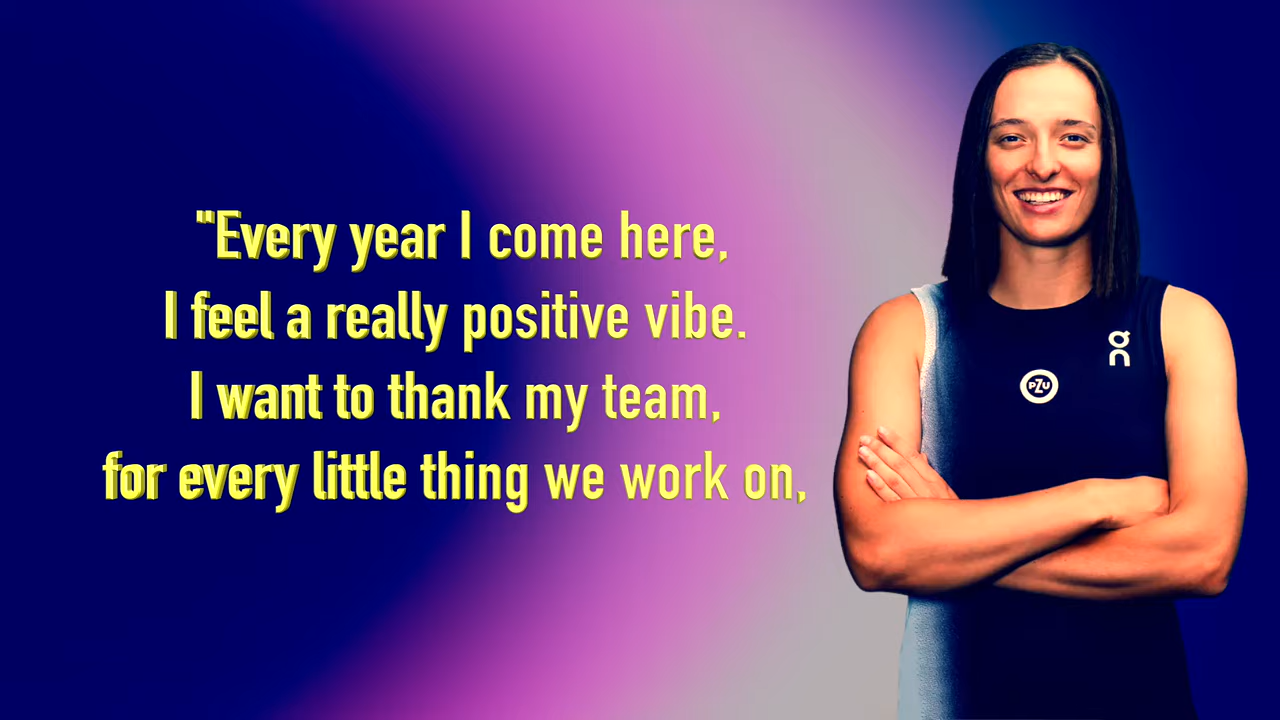 "Every year I come here,
I feel a really positive vibe.
I want to thank my team,
for every little thing we work on,
on
PZU